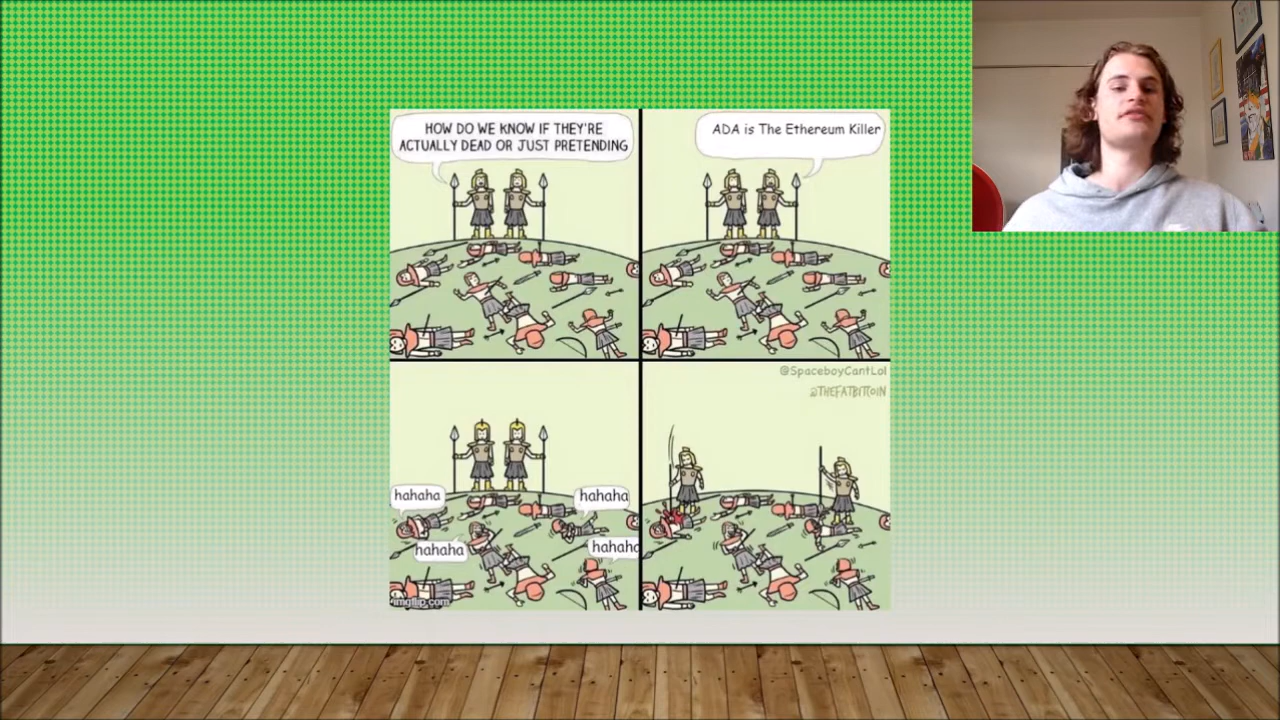 HOW DO WE KNOW IF THEY'RE
ACTUALLY DEAD OR JUST PRETENDING
ADA is The Ethereum Killer
hahaha
hahaha
hahaha
hahaha
imgflip.com
@SpaceboyCantLol
@THEFATBITCOIN